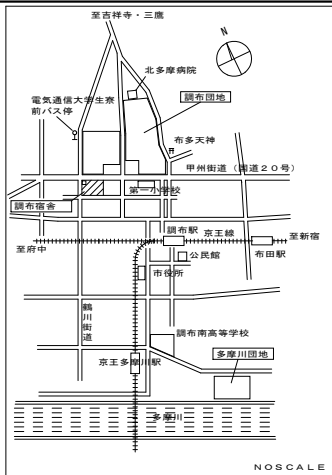 至吉祥寺・三鷹
N
北多摩病院
電気通信大学生寮
前バス停
調布団地
布多天神
甲州街道(国道20号)
第一小学校
調布宿舎
調布駅
京王線
至新宿
至府中
公民館
布田駅
市役所
鶴川街道
調布南高等学校
京王多摩川駅
多摩川団地
多摩川
NOSCALE